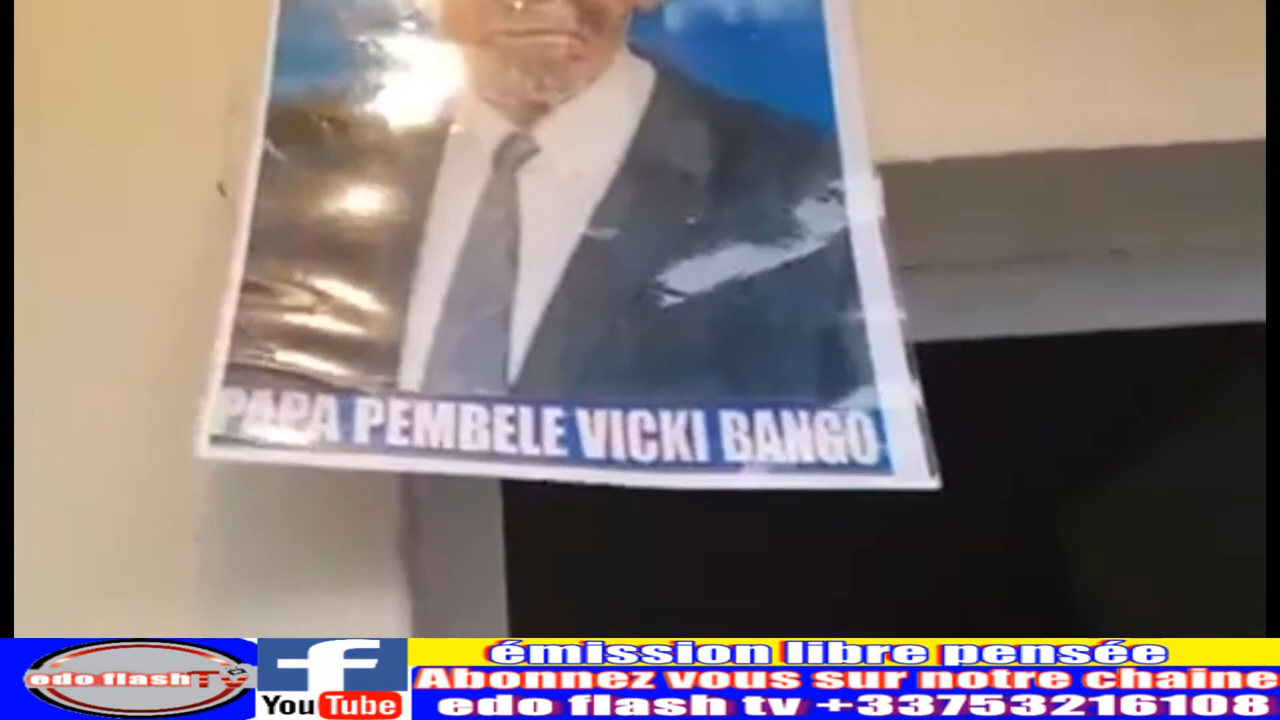 PAPA PEMBELE VICKI BANGO
edo flash TV
f
YouTube
émission libre pensée
Abonnez vous sur notre chaine
edo flash tv +33753216108